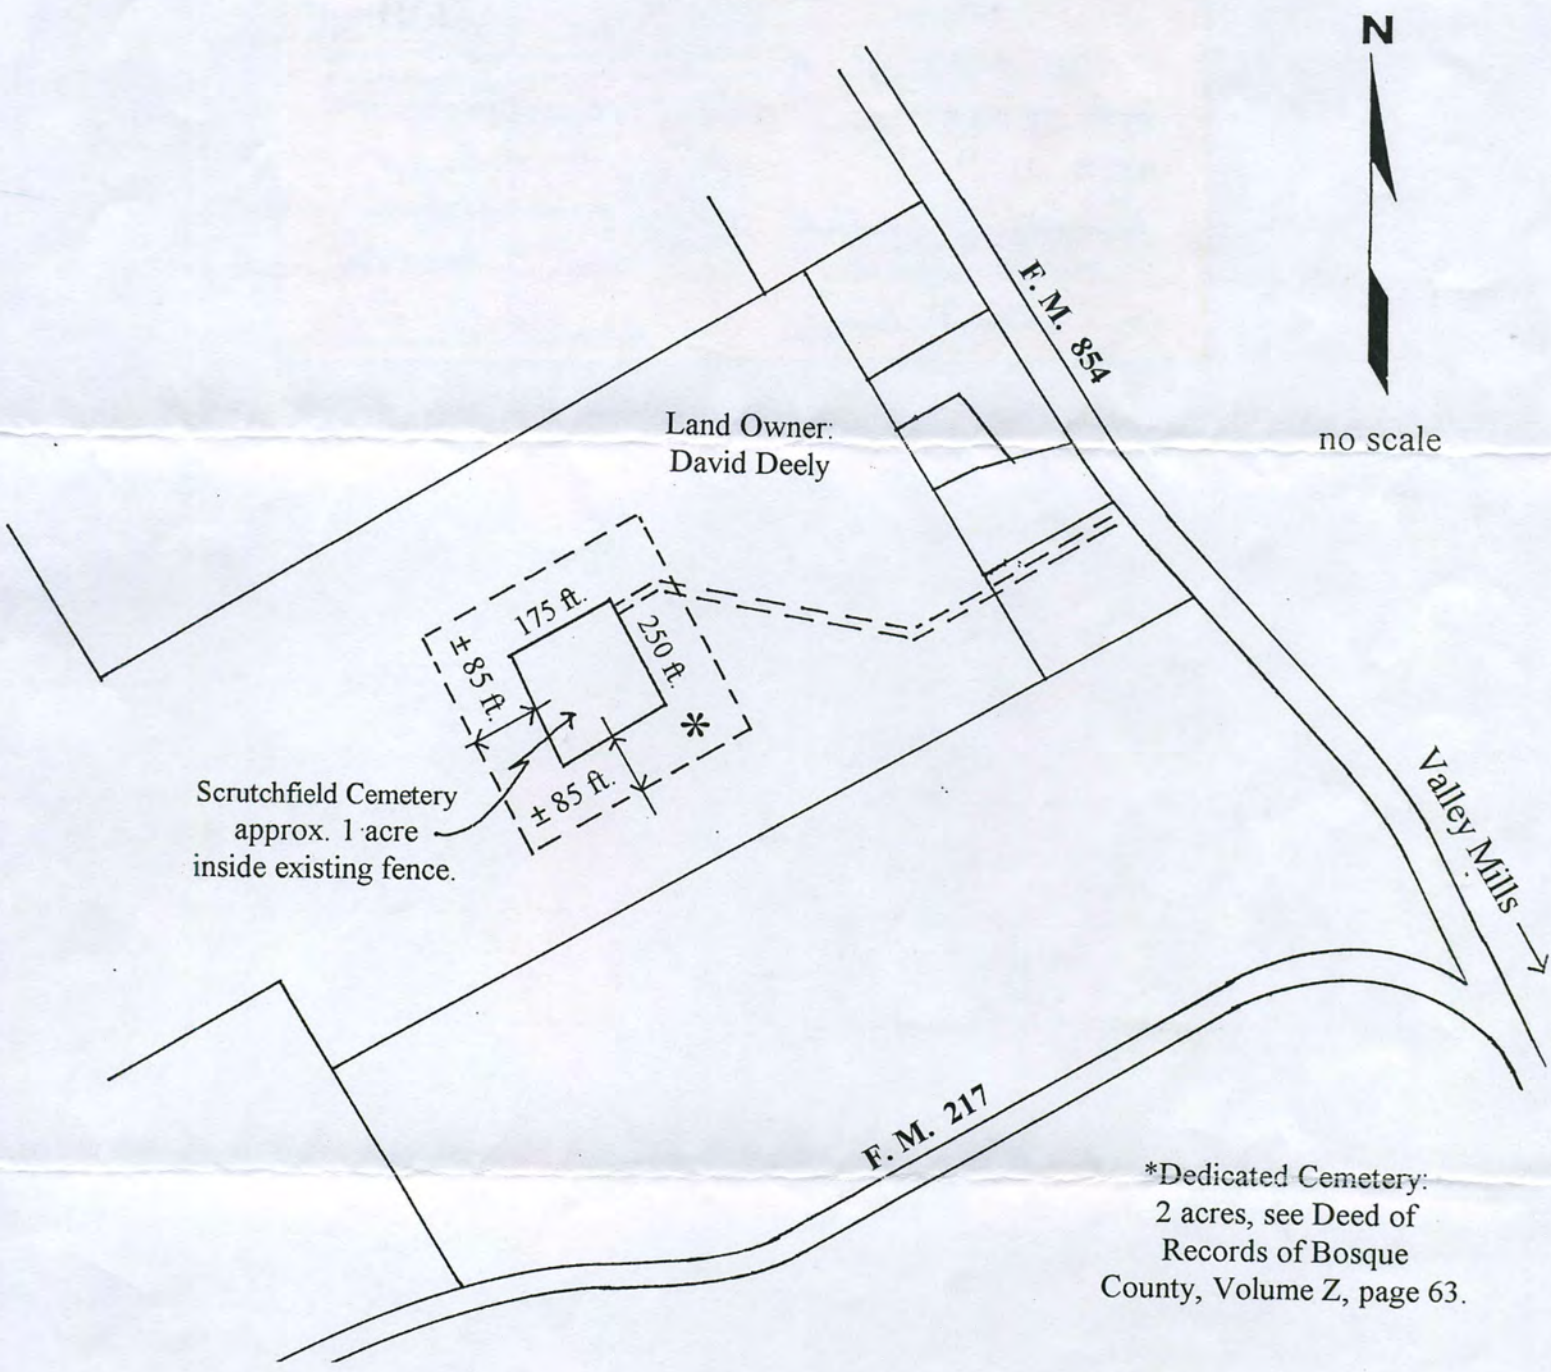 N
no scale
F. M. 854
Land Owner:
David Deely
175 ft.
± 85 ft.
250 ft.
*
± 85 ft.
Scrutchfield Cemetery
approx. 1 acre
inside existing fence.
Valley Mills
F. M. 217
*Dedicated Cemetery:
2 acres, see Deed of
Records of Bosque
County, Volume Z, page 63.